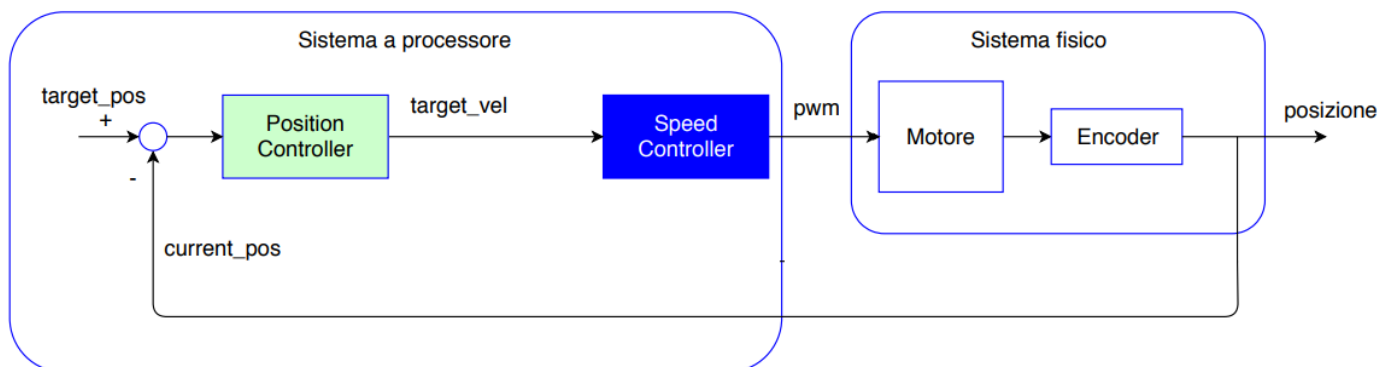 Sistema a processore
Sistema fisico
target_pos
+
-
Position
Controller
target_vel
Speed
Controller
pwm
Motore
Encoder
posizione
current_pos
-